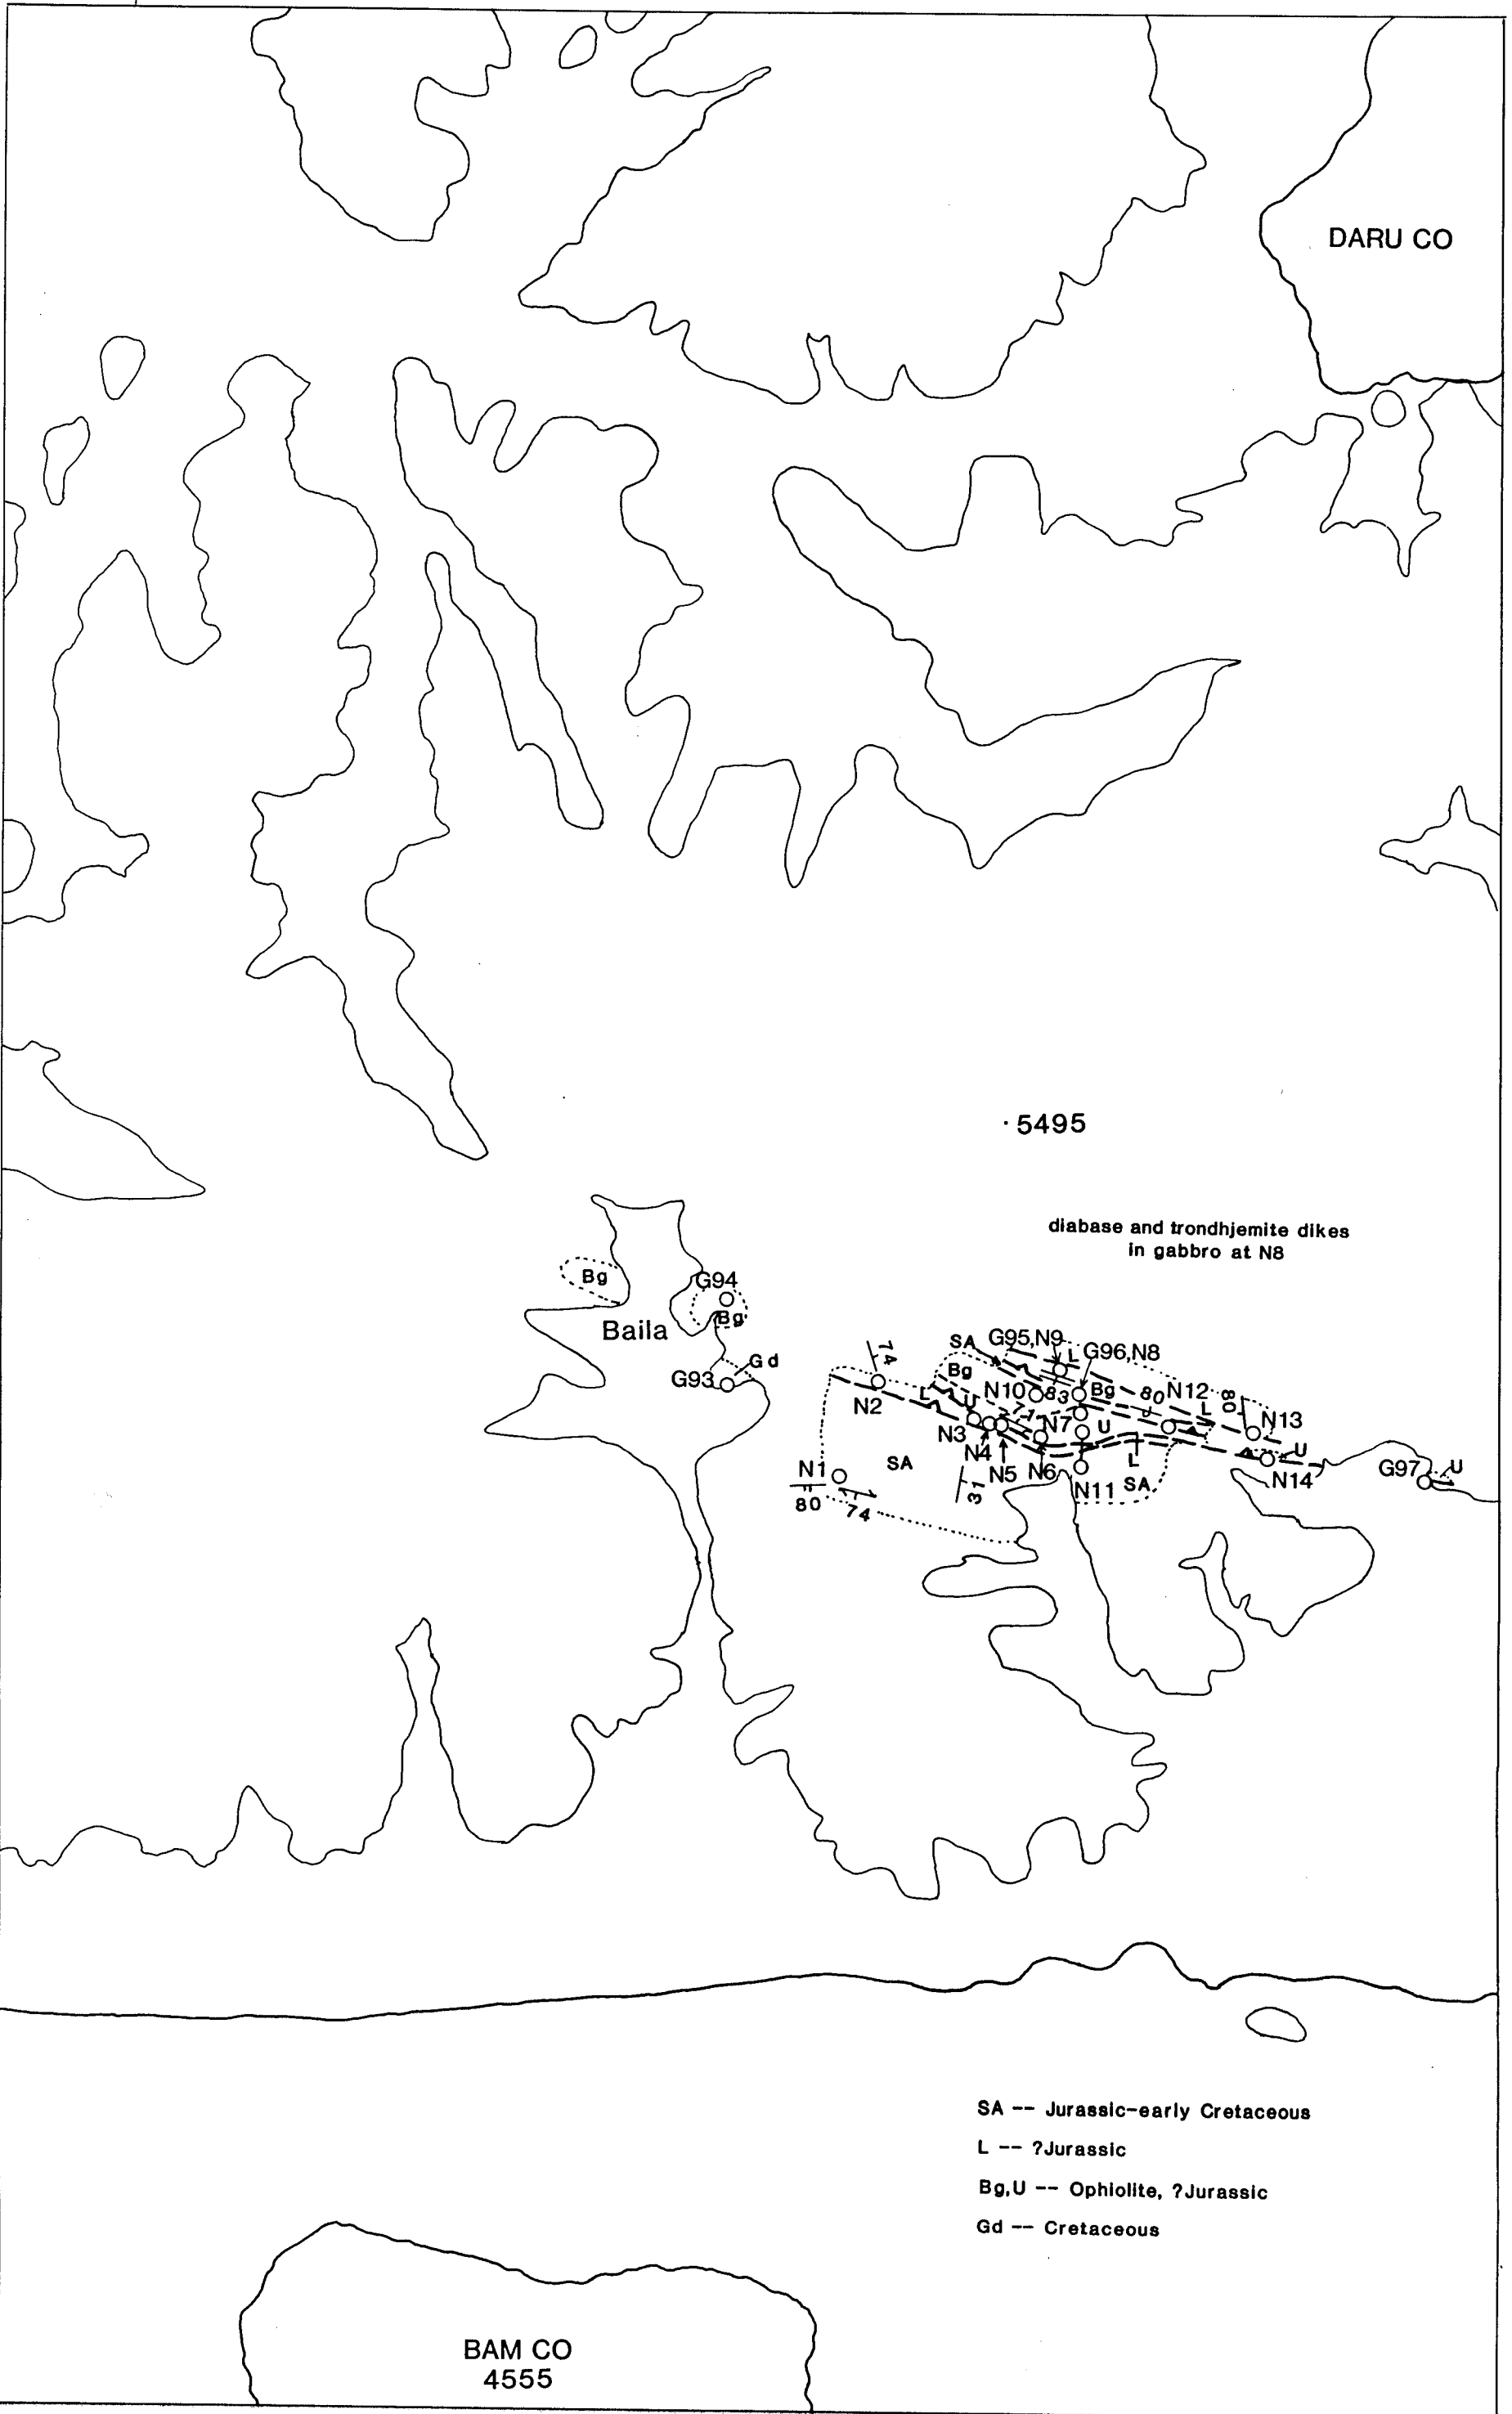 DARU CO
· 5495
diabase and trondhjemite dikes
in gabbro at N8
Bg
G94
Bg
Baila
Gd
G93
74
N2
SA
G95,N9
L
G96,N8
Bg
N10
83
Bg
80
N12
L
80
N13
L
U
71
N7
U
J
N3
N4
N5
N6
L
N11
SA
U
N14
G97
U
N1
SA
80
74
31
SA -- Jurassic-early Cretaceous
L -- ?Jurassic
Bg,U -- Ophiolite, ?Jurassic
Gd -- Cretaceous
BAM CO
4555